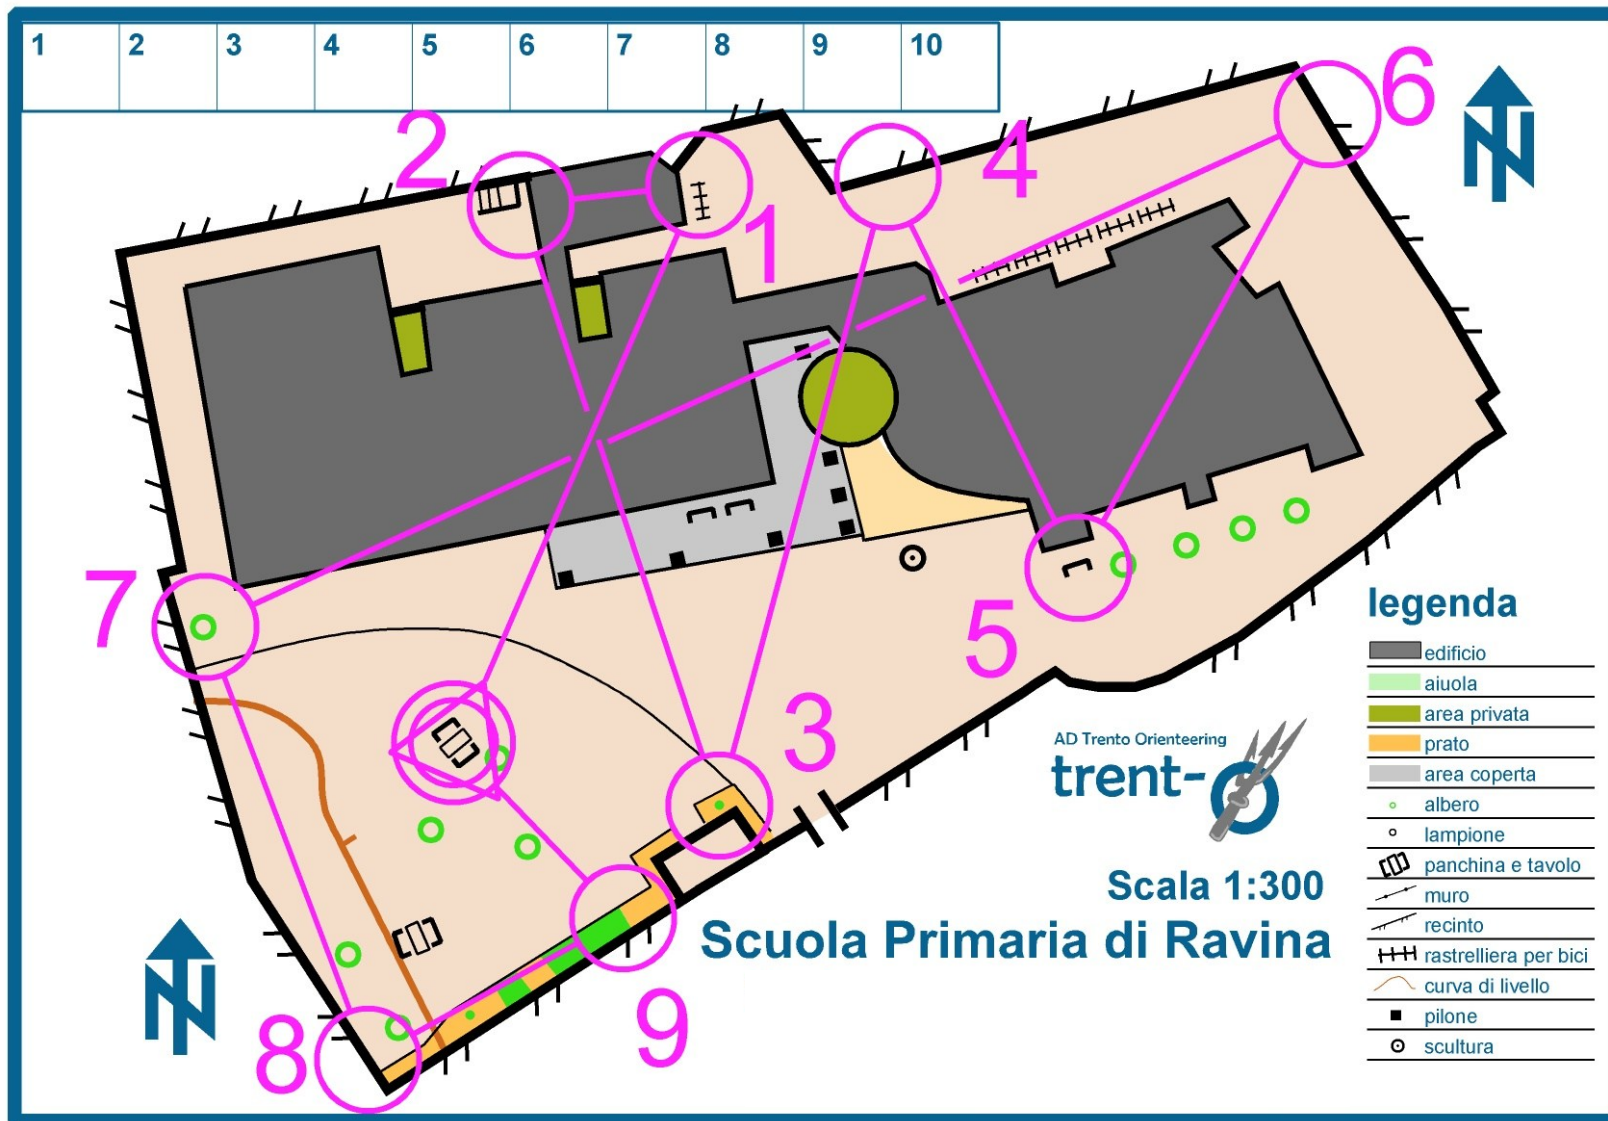 1 2 3 4 5 6 7 8 9 10
6
2
4
1
7
5
3
8
9
legenda
edificio
aiuola
area privata
prato
area coperta
albero
lampione
panchina e tavolo
muro
recinto
rastrelliera per bici
curva di livello
pilone
scultura
AD Trento Orienteering
trent-O
Scala 1:300
Scuola Primaria di Ravina
N
N